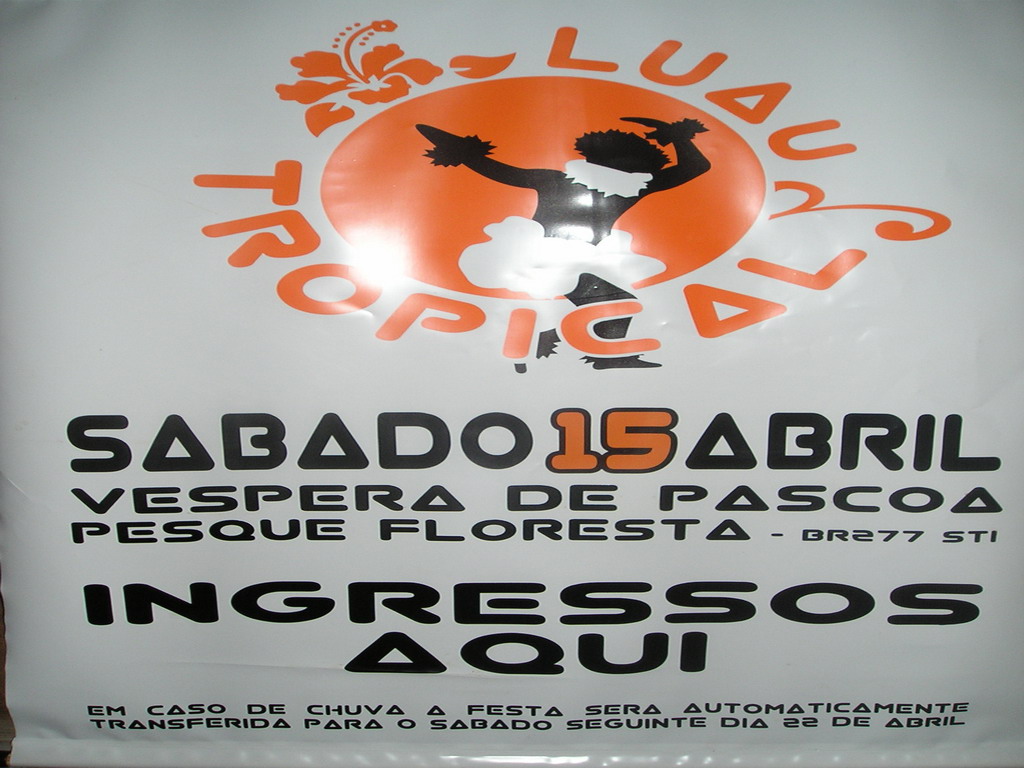 LUAU
TROPICAL
SABADO 15 ABRIL
VESPERA DE PASCOA
PESQUE FLORESTA - BR277 STI
INGRESSOS
AQUI
EM CASO DE CHUVA A FESTA SERA AUTOMATICAMENTE
TRANSFERIDA PARA O SABADO SEGUINTE DIA 22 DE ABRIL